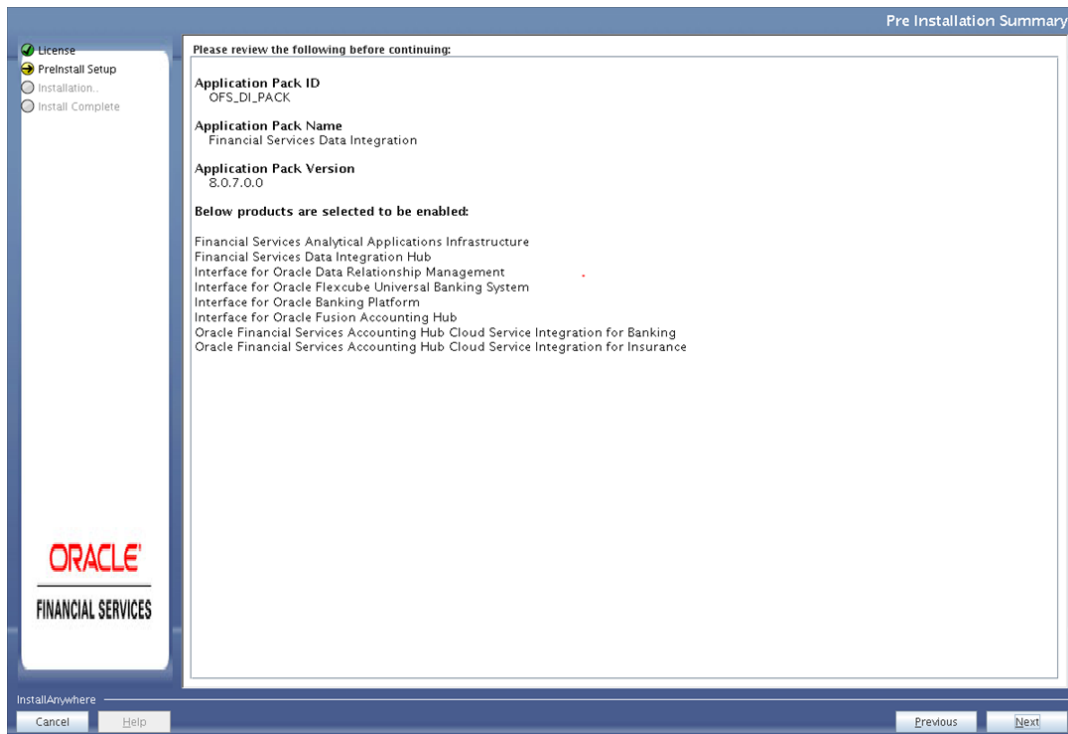 Pre Installation Summary
License
PreInstall Setup
Installation..
Install Complete
Please review the following before continuing:
Application Pack ID
OFS_DI_PACK
Application Pack Name
Financial Services Data Integration
Application Pack Version
8.0.7.0.0
Below products are selected to be enabled:
Financial Services Analytical Applications Infrastructure
Financial Services Data Integration Hub
Interface for Oracle Data Relationship Management
Interface for Oracle Flexcube Universal Banking System
Interface for Oracle Banking Platform
Interface for Oracle Fusion Accounting Hub
Oracle Financial Services Accounting Hub Cloud Service Integration for Banking
Oracle Financial Services Accounting Hub Cloud Service Integration for Insurance
ORACLE'
FINANCIAL SERVICES
InstallAnywhere
Cancel Help Previous Next